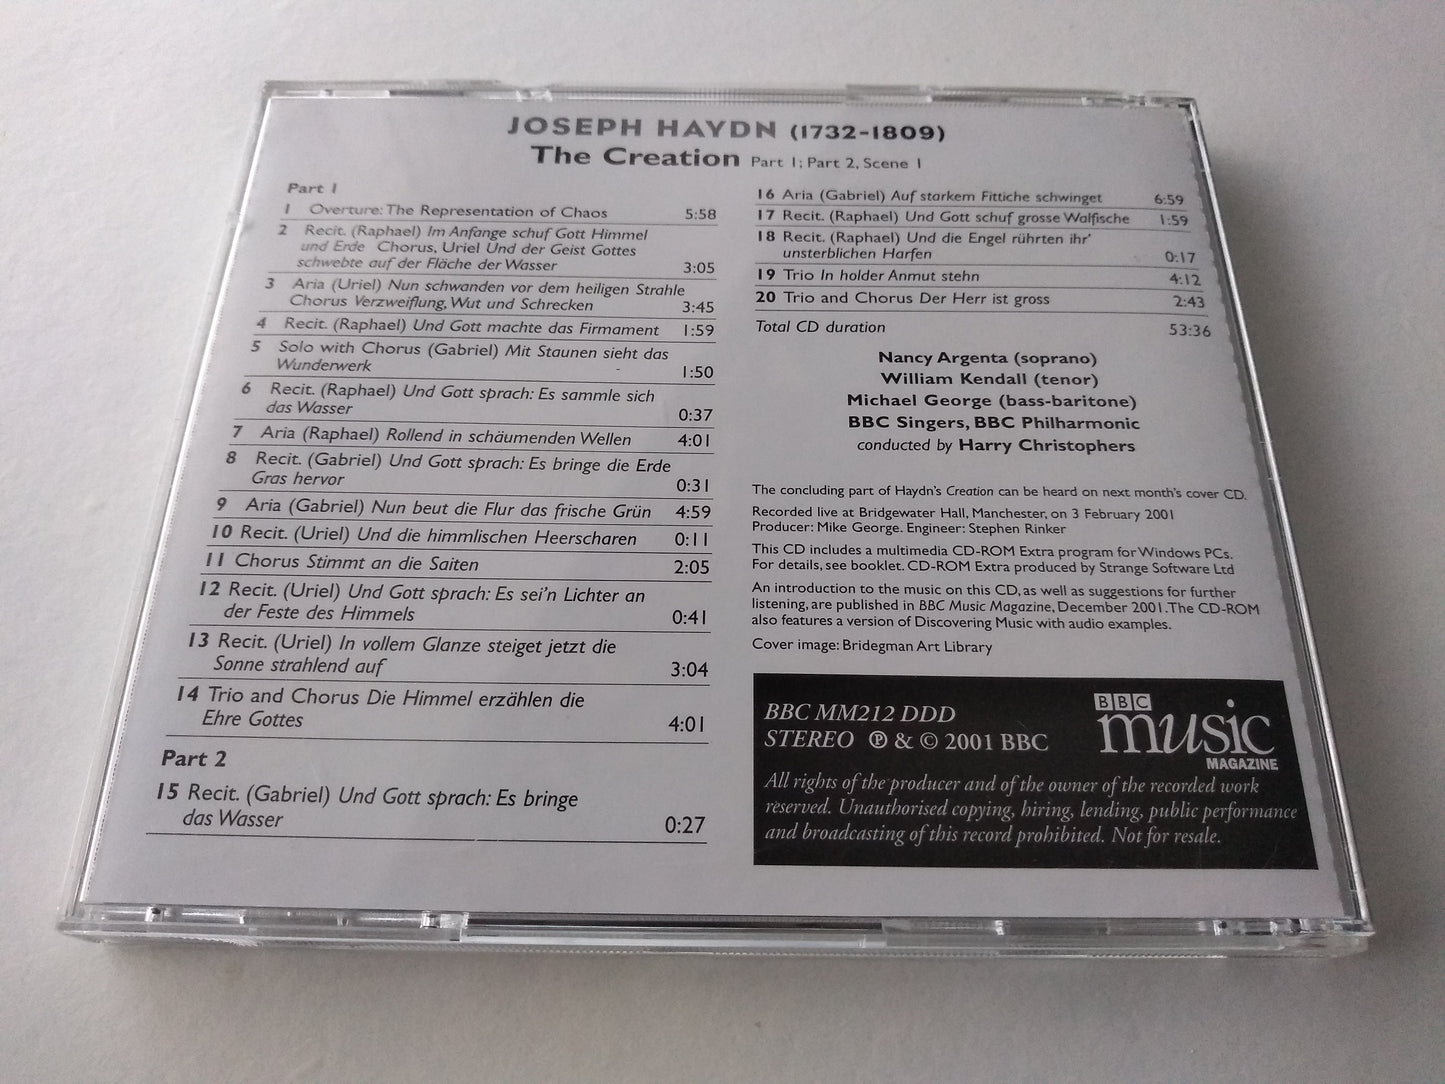 JOSEPH HAYDN (1732-1809)
The Creation Part 1; Part 2, Scene 1
Part 1
1 Overture: The Representation of Chaos 5:58
2 Recit. (Raphael) Im Anfange schuf Gott Himmel
und Erde Chorus, Uriel Und der Geist Gottes
schwebte auf der Fläche der Wasser 3:05
3 Aria (Uriel) Nun schwanden vor dem heiligen Strahle
Chorus Verzweiflung, Wut und Schrecken 3:45
4 Recit. (Raphael) Und Gott machte das Firmament 1:59
5 Solo with Chorus (Gabriel) Mit Staunen sieht das
Wunderwerk 1:50
6 Recit. (Raphael) Und Gott sprach: Es sammle sich
das Wasser 0:37
7 Aria (Raphael) Rollend in schäumenden Wellen 4:01
8 Recit. (Gabriel) Und Gott sprach: Es bringe die Erde
Gras hervor 0:31
9 Aria (Gabriel) Nun beut die Flur das frische Grün 4:59
10 Recit. (Uriel) Und die himmlischen Heerscharen 0:11
11 Chorus Stimmt an die Saiten 2:05
12 Recit. (Uriel) Und Gott sprach: Es sei'n Lichter an
der Feste des Himmels 0:41
13 Recit. (Uriel) In vollem Glanze steiget jetzt die
Sonne strahlend auf 3:04
14 Trio and Chorus Die Himmel erzählen die
Ehre Gottes 4:01
Part 2
15 Recit. (Gabriel) Und Gott sprach: Es bringe
das Wasser 0:27
16 Aria (Gabriel) Auf starkem Fittiche schwinget 6:59
17 Recit. (Raphael) Und Gott schuf grosse Walfische 1:59
18 Recit. (Raphael) Und die Engel rührten ihr'
unsterblichen Harfen 0:17
19 Trio In holder Anmut stehn 4:12
20 Trio and Chorus Der Herr ist gross 2:43
Total CD duration 53:36
Nancy Argenta (soprano)
William Kendall (tenor)
Michael George (bass-baritone)
BBC Singers, BBC Philharmonic
conducted by Harry Christophers
The concluding part of Haydn's Creation can be heard on next month's cover CD.
Recorded live at Bridgewater Hall, Manchester, on 3 February 2001
Producer: Mike George. Engineer: Stephen Rinker
This CD includes a multimedia CD-ROM Extra program for Windows PCs.
For details, see booklet. CD-ROM Extra produced by Strange Software Ltd
An introduction to the music on this CD, as well as suggestions for further
listening, are published in BBC Music Magazine, December 2001. The CD-ROM
also features a version of Discovering Music with audio examples.
Cover image: Bridgeman Art Library
BBC MM212 DDD
STEREO ℗ & © 2001 BBC
BBC
music
MAGAZINE
All rights of the producer and of the owner of the recorded work
reserved. Unauthorised copying, hiring, lending, public performance
and broadcasting of this record prohibited. Not for resale.